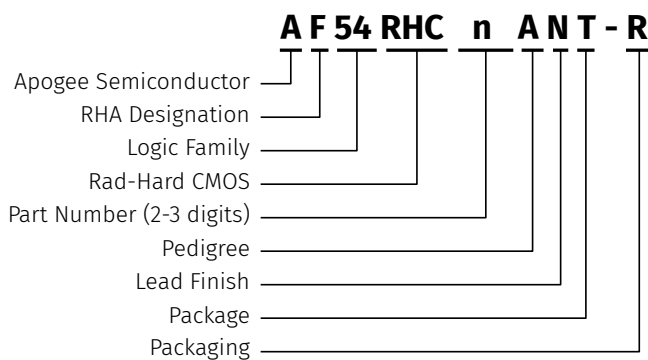 A F 54 RHC n A N T - R
Apogee Semiconductor
RHA Designation
Logic Family
Rad-Hard CMOS
Part Number (2-3 digits)
Pedigree
Lead Finish
Package
Packaging